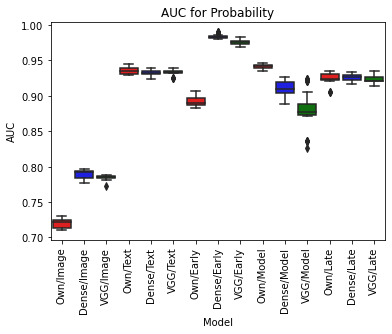 AUC for Probability
1.00
0.95
0.90
0.85
0.80
0.75
0.70
AUC
Own/Image
Dense/Image
VGG/Image
Own/Text
Dense/Text
VGG/Text
Own/Early
Dense/Early
VGG/Early
Own/Model
Dense/Model
VGG/Model
Own/Late
Dense/Late
VGG/Late
Model